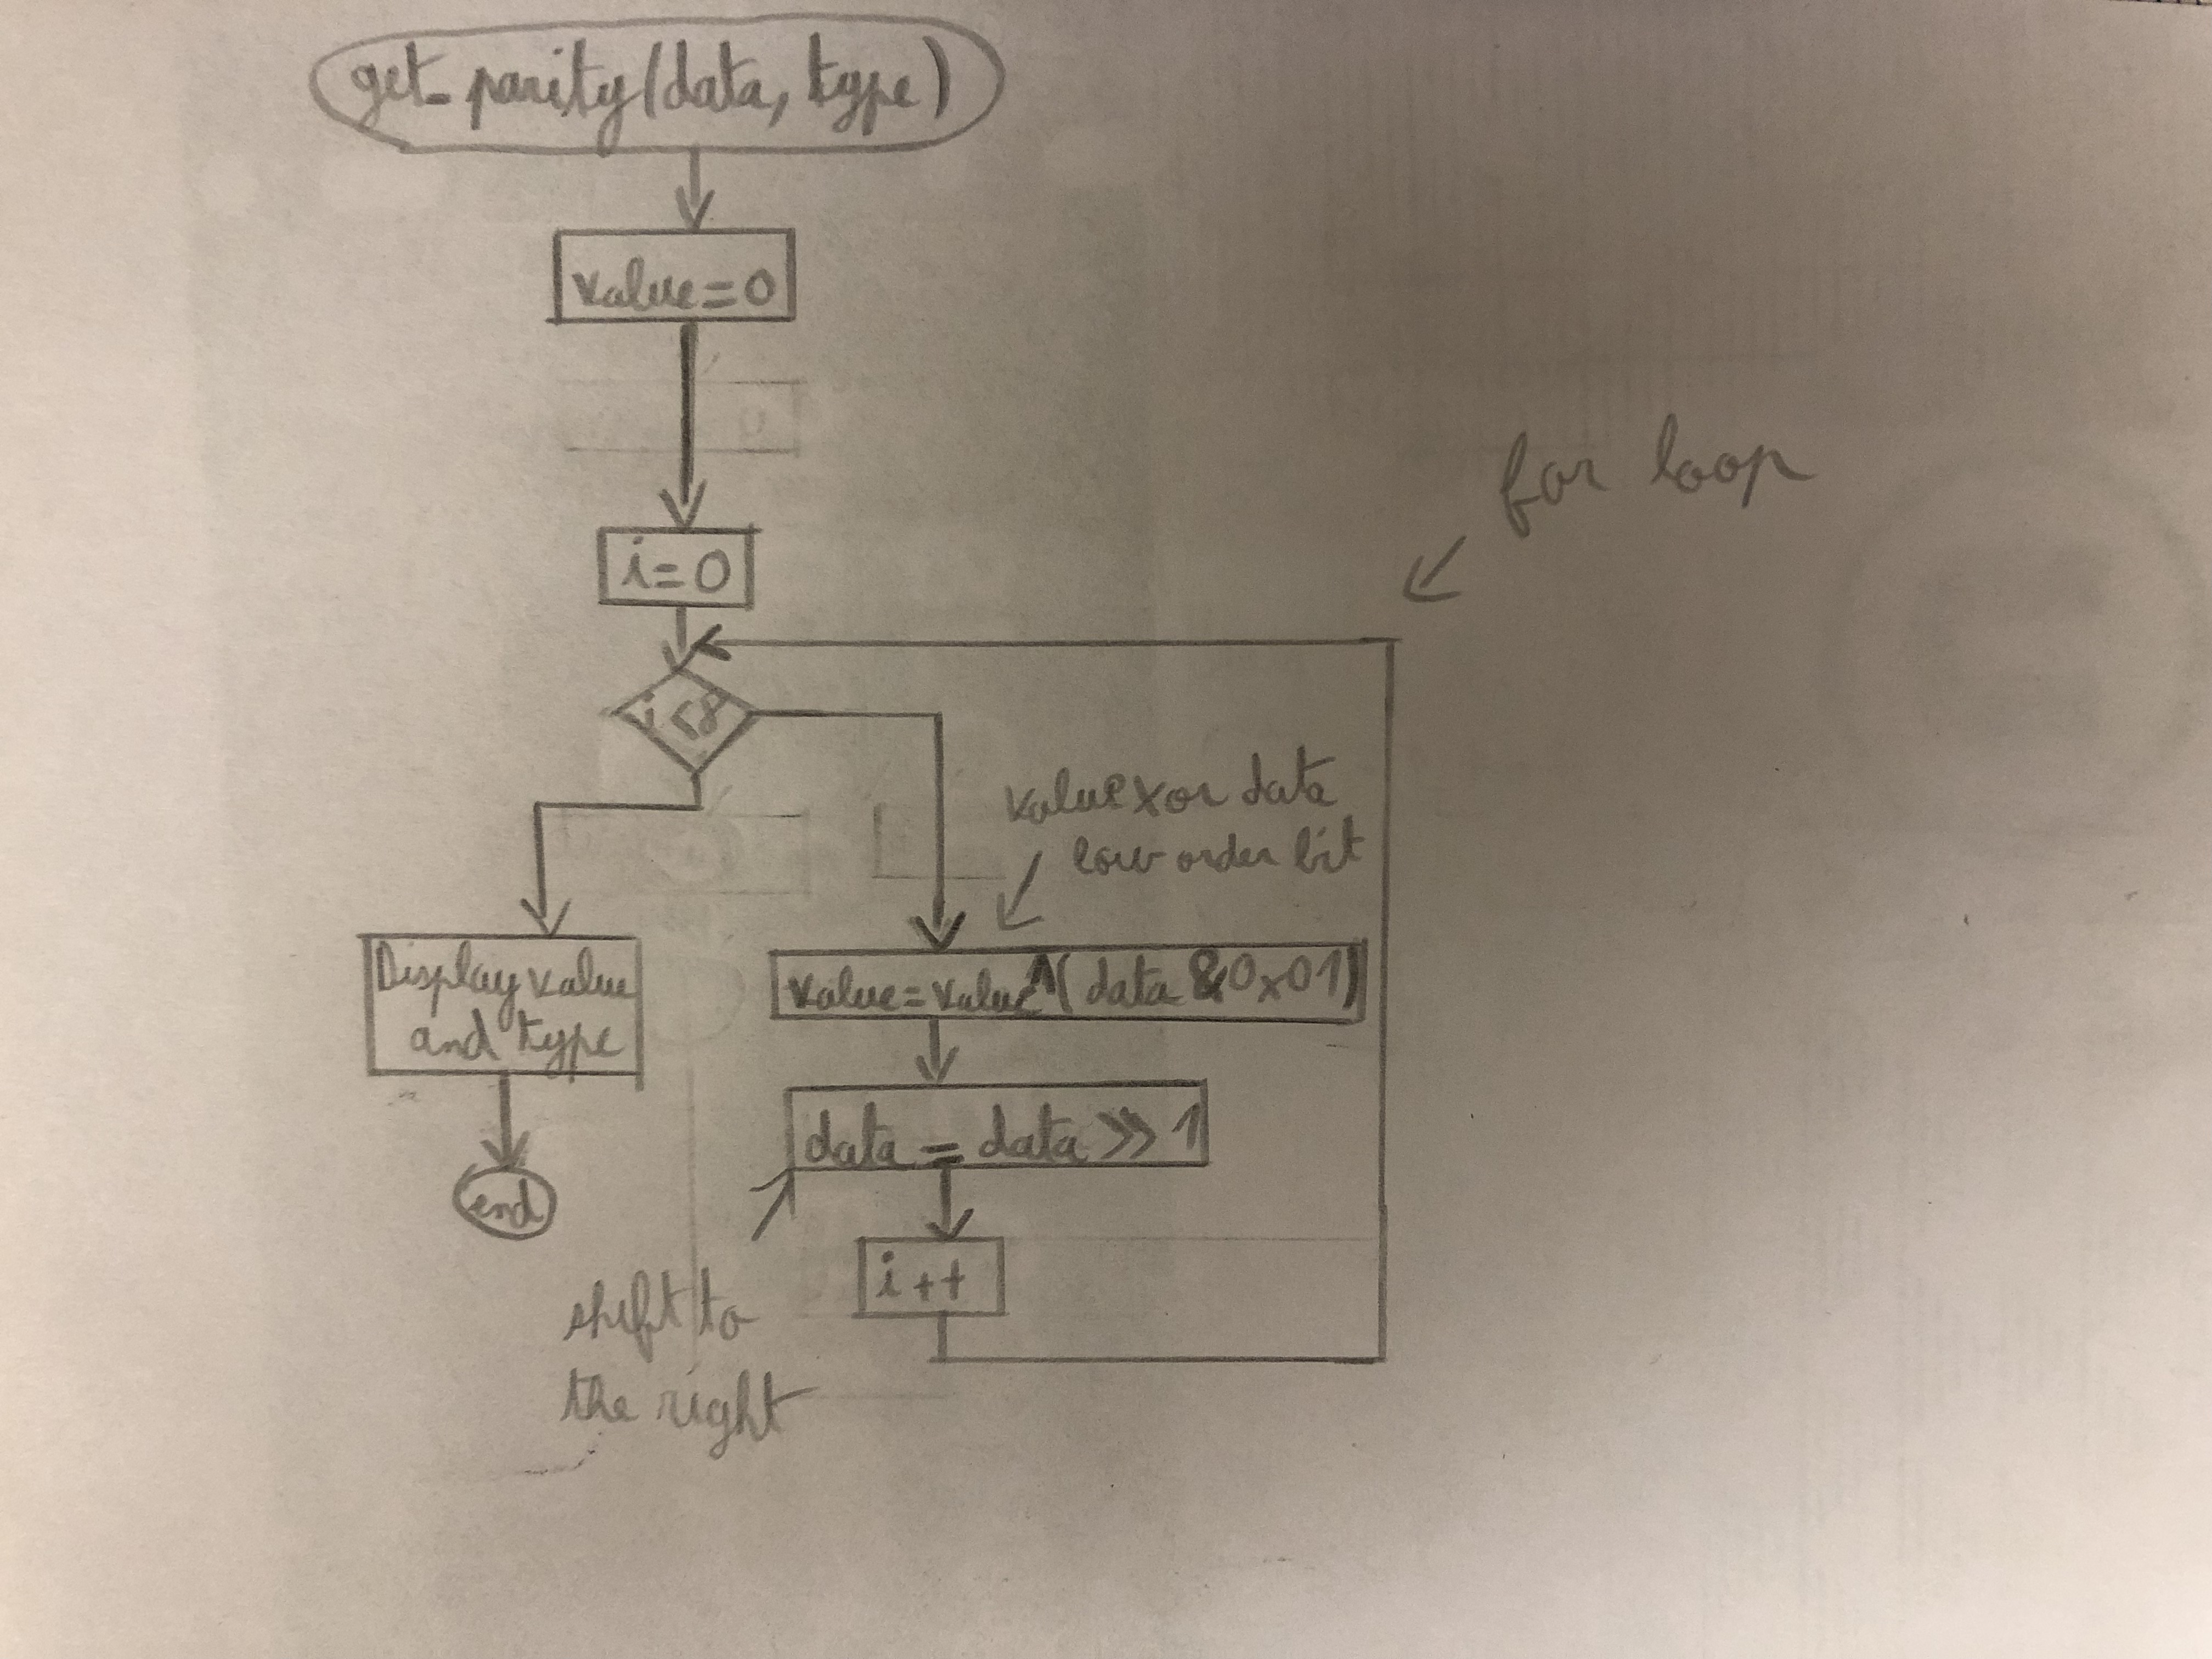 get_parity(data, type)
value=0
i=0
for loop
i<8
value xor data
low order bit
Display value
and type
value=value^(data &0x01)
data = data >> 1
end
i++
shift to
the right